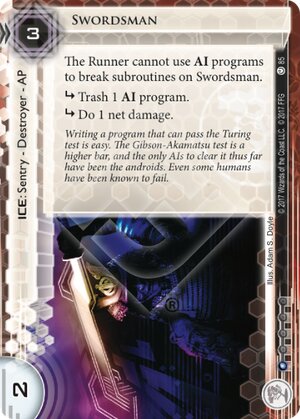 SWORDSMAN
3
The Runner cannot use AI programs
to break subroutines on Swordsman.
↳ Trash 1 AI program.
↳ Do 1 net damage.
Writing a program that can pass the Turing
test is easy. The Gibson-Akamatsu test is a
higher bar, and the only AIs to clear it thus far
have been the androids. Even some humans
have been known to fail.
ICE: Sentry - Destroyer - AP
85
© 2017 Wizards of the Coast LLC. © 2017 FFG
Illus. Adam S. Doyle
®
2